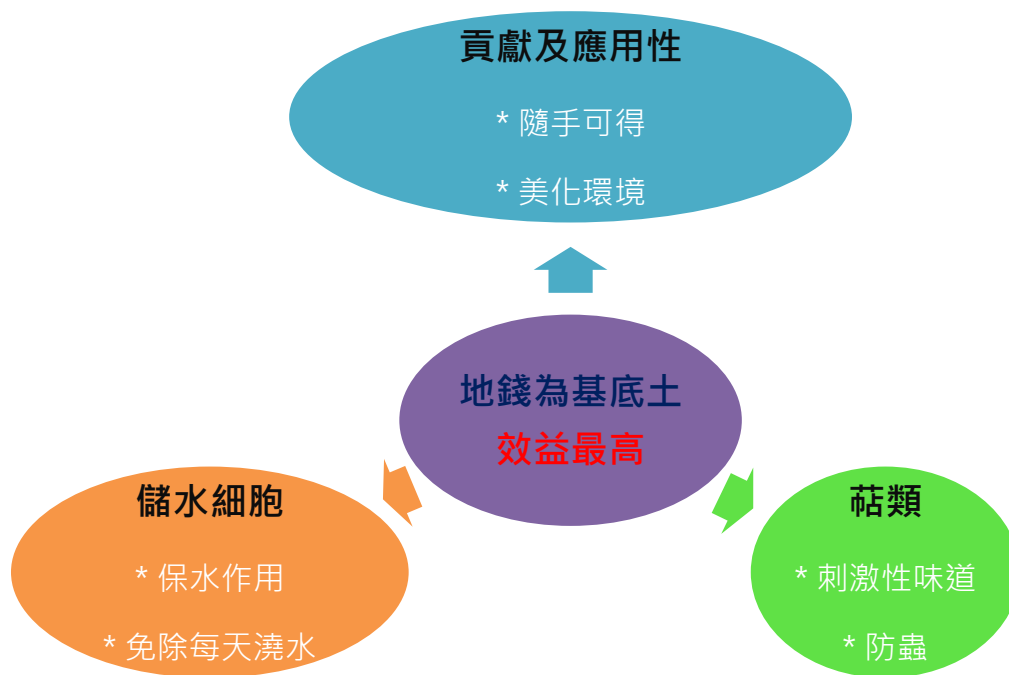 貢獻及應用性
* 隨手可得
* 美化環境
地錢為基底土
效益最高
儲水細胞
* 保水作用
* 免除每天澆水
萜類
* 刺激性味道
* 防蟲